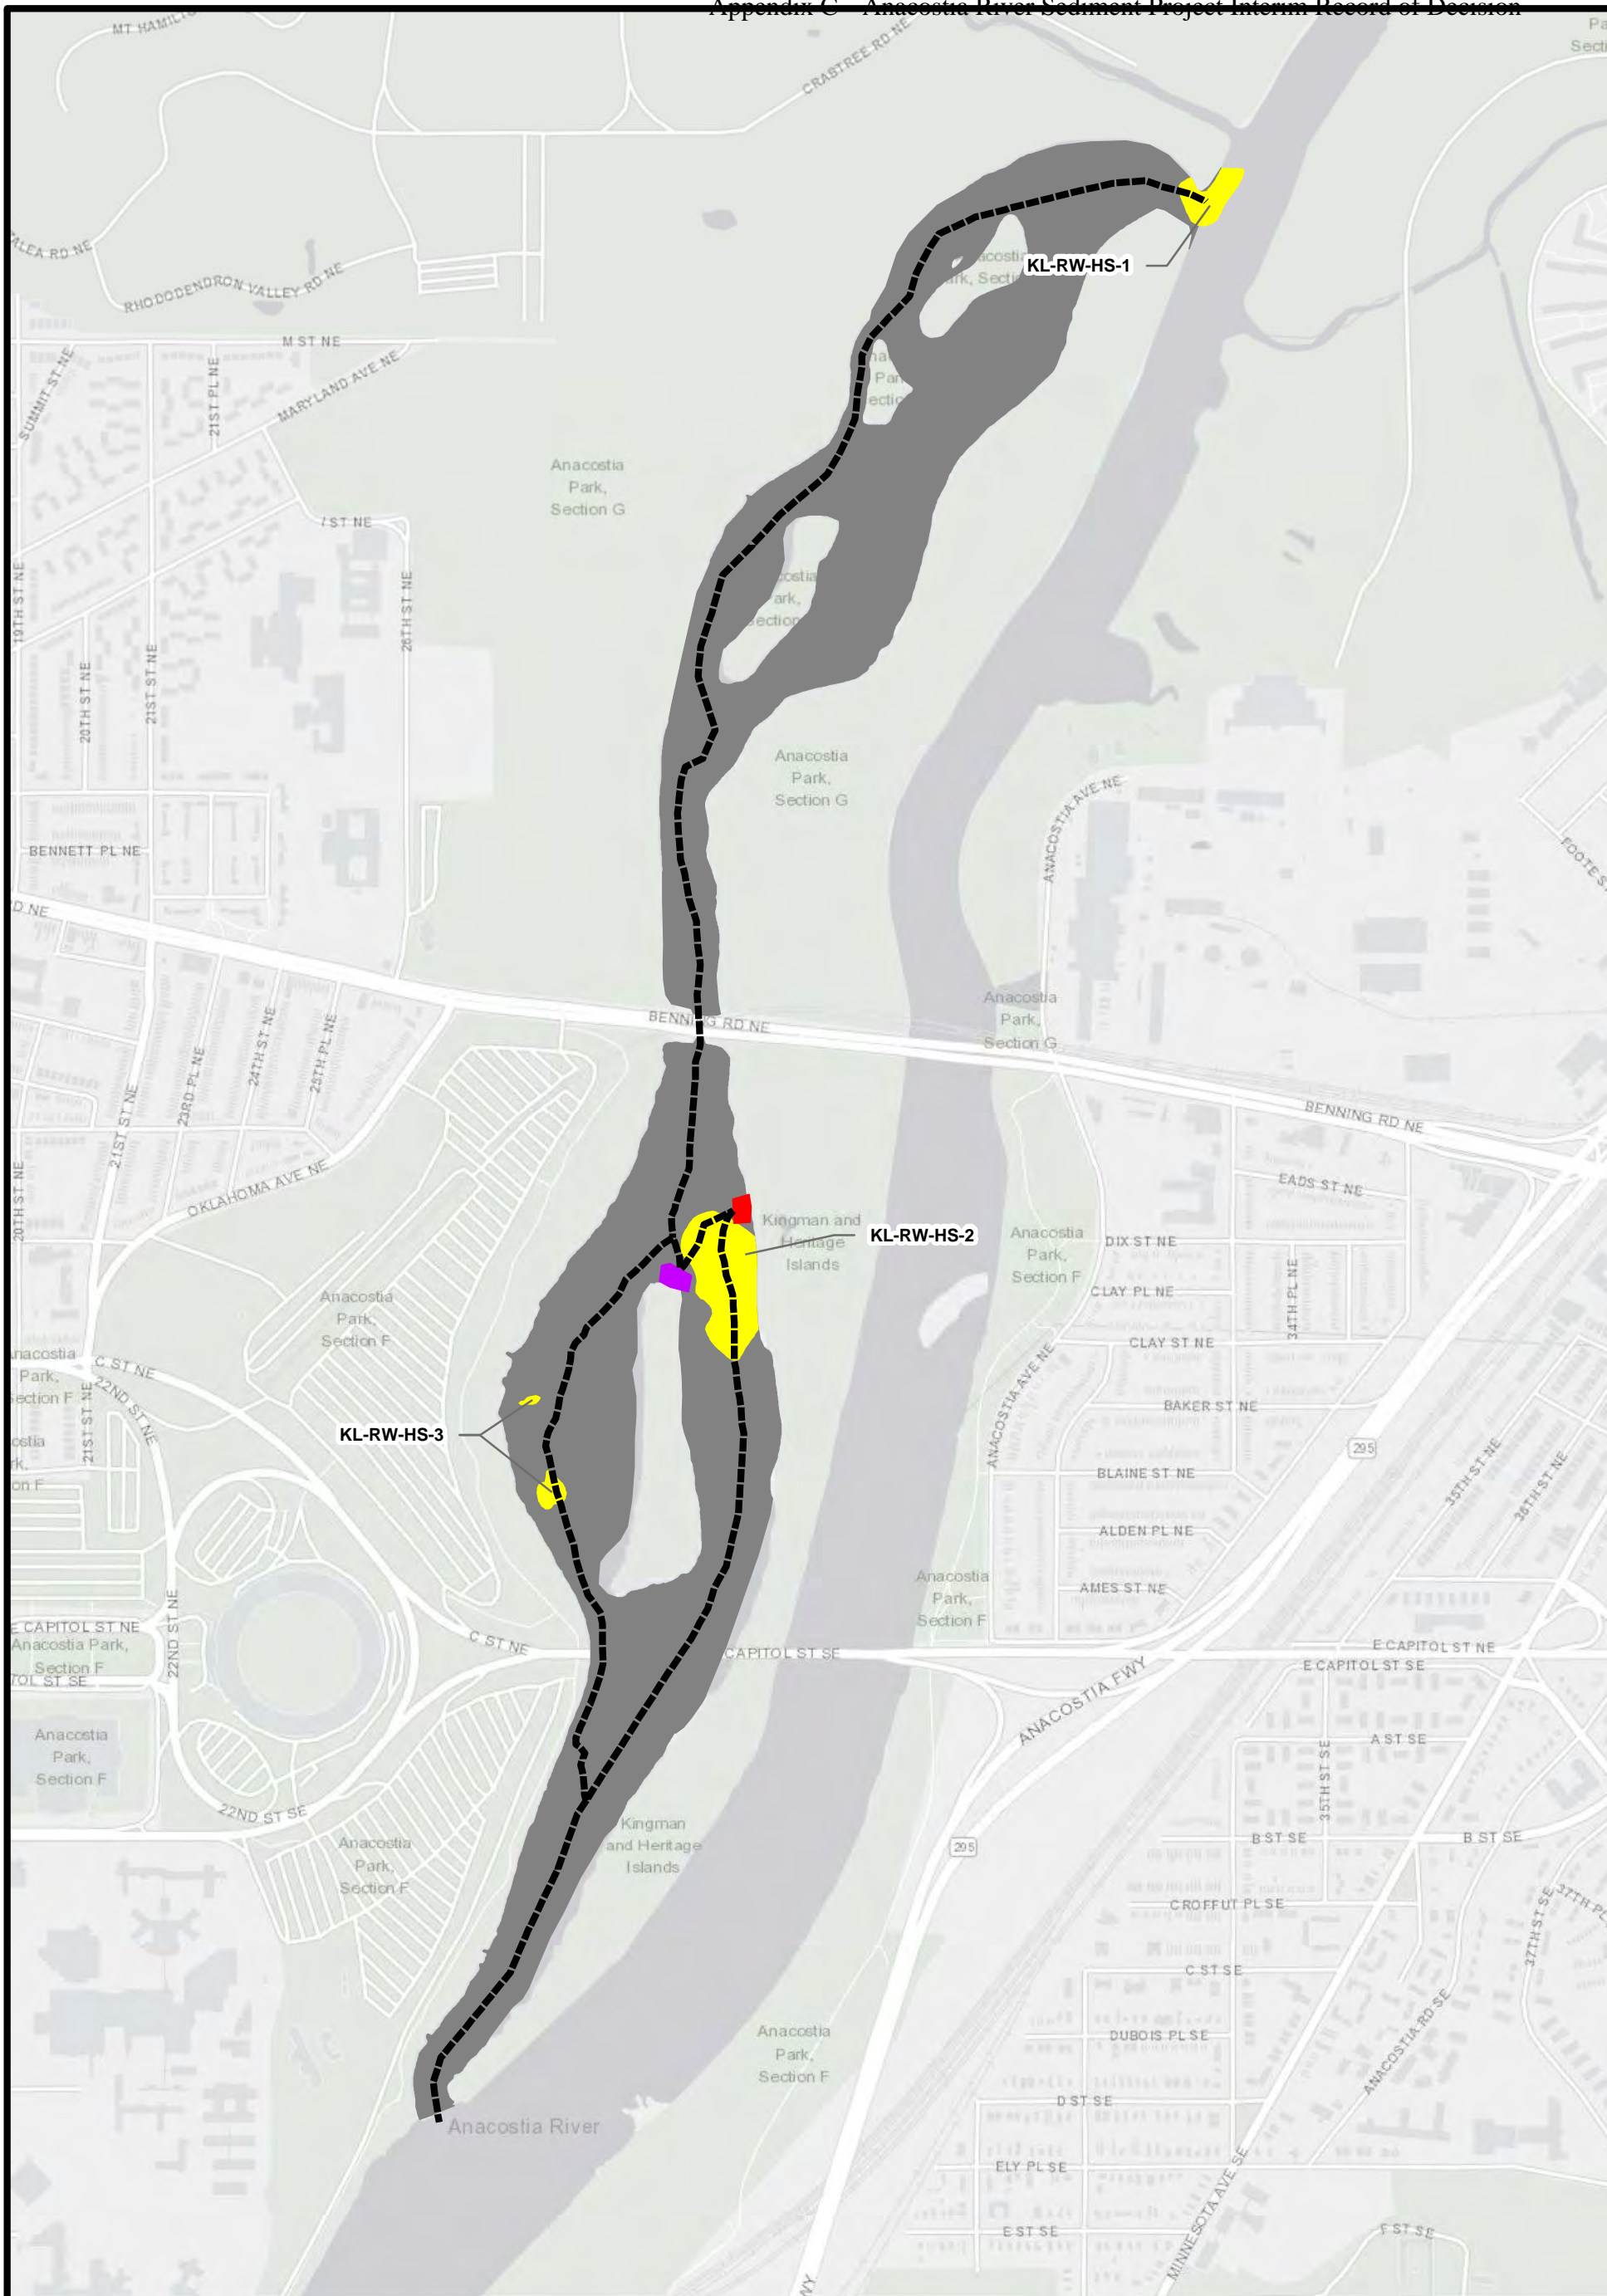 Appendix C – Anacostia River Sediment Project Interim Record of Decision
MT HAMILTON
CRABTREE RD NE
RHODODENDRON VALLEY RD NE
KL-RW-HS-1
M ST NE
MARYLAND AVE NE
SUMMIT ST NE
21ST PL NE
Anacostia
Park,
Section G
19TH ST NE
26TH ST NE
20TH ST NE
21ST ST NE
Anacostia
Park,
Section G
ANACOSTIA AVE NE
BENNETT PL NE
D NE
Anacostia
Park,
Section G
BENNING RD NE
BENNING RD NE
21ST ST NE
23RD PL NE
24TH ST NE
25TH PL NE
OKLAHOMA AVE NE
20TH ST NE
EADS ST NE
Kingman and
Heritage
Islands
KL-RW-HS-2
Anacostia
Park,
Section F
DIX ST NE
CLAY PL NE
34TH PL NE
CLAY ST NE
Anacostia
Park,
Section F
C ST NE
22ND ST NE
21ST ST NE
BAKER ST NE
ANACOSTIA AVE NE
KL-RW-HS-3
295
BLAINE ST NE
35TH ST NE
36TH ST NE
ALDEN PL NE
Anacostia
Park,
Section F
AMES ST NE
E CAPITOL ST NE
Anacostia Park,
Section F
TOL ST SE
22ND ST NE
C ST NE
CAPITOL ST SE
E CAPITOL ST NE
E CAPITOL ST SE
ANACOSTIA FWY
Anacostia
Park,
Section F
A ST SE
35TH ST SE
22ND ST SE
Kingman
and Heritage
Islands
295
B ST SE
B ST SE
Anacostia
Park,
Section F
CROFFUT PL SE
37TH ST SE
37TH PL
C ST SE
Anacostia
Park,
Section F
DUBOIS PL SE
ANACOSTIA RD SE
D ST SE
Anacostia River
ELY PL SE
MINNESOTA AVE SE
E ST SE
F ST SE
WY